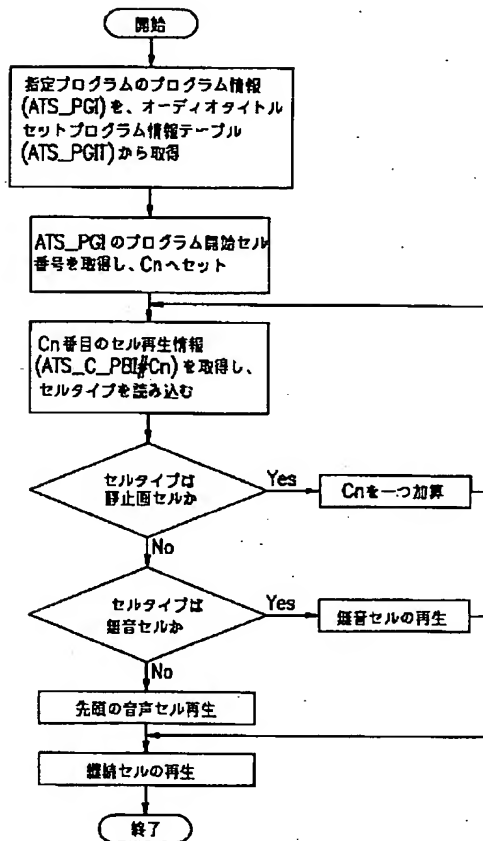 開始
指定プログラムのプログラム情報
(ATS_PGI)を、オーディオタイトル
セットプログラム情報テーブル
(ATS_PGIT)から取得
ATS_PGIのプログラム開始セル
番号を取得し、Cnへセット
Cn番目のセル再生情報
(ATS_C_PBI#Cn)を取得し、
セルタイプを読み込む
セルタイプは
静止画セルか
Yes
Cnを一つ加算
No
セルタイプは
無音セルか
Yes
無音セルの再生
No
先頭の音声セル再生
継続セルの再生
終了